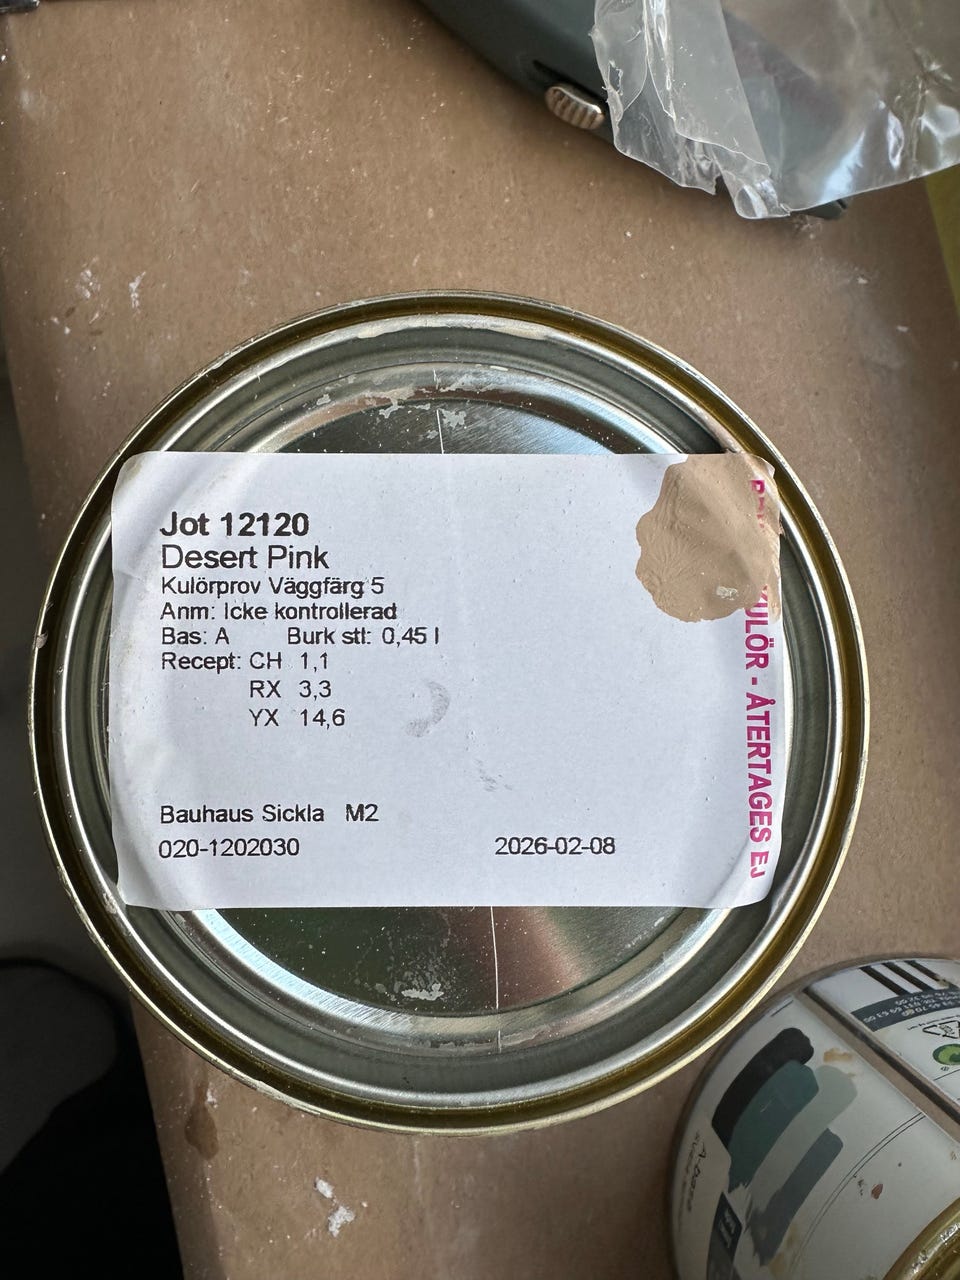 Jot 12120
Desert Pink
Kulörprov Väggfärg 5
Anm: Icke kontrollerad
Bas: A Burk stl: 0,45 l
Recept: CH 1,1
RX 3,3
YX 14,6
Bauhaus Sickla M2
020-1202030 2026-02-08
KULÖR - ÅTERTAGES EJ